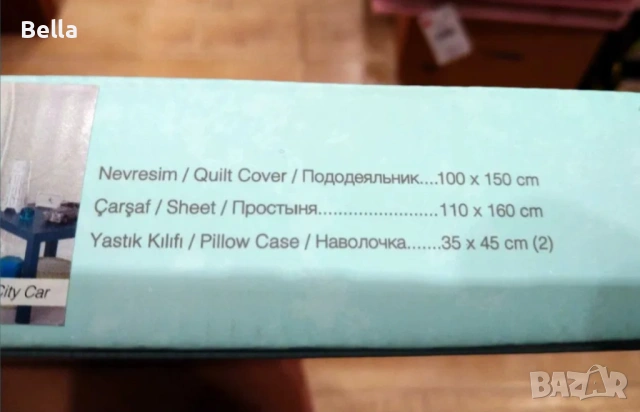 Bella
Nevresim / Quilt Cover / Пододеяльник....100 x 150 cm
Çarşaf / Sheet / Простыня........................110 x 160 cm
Yastık Kılıfı / Pillow Case / Наволочка.......35 x 45 cm (2)
City Car
BAZAR